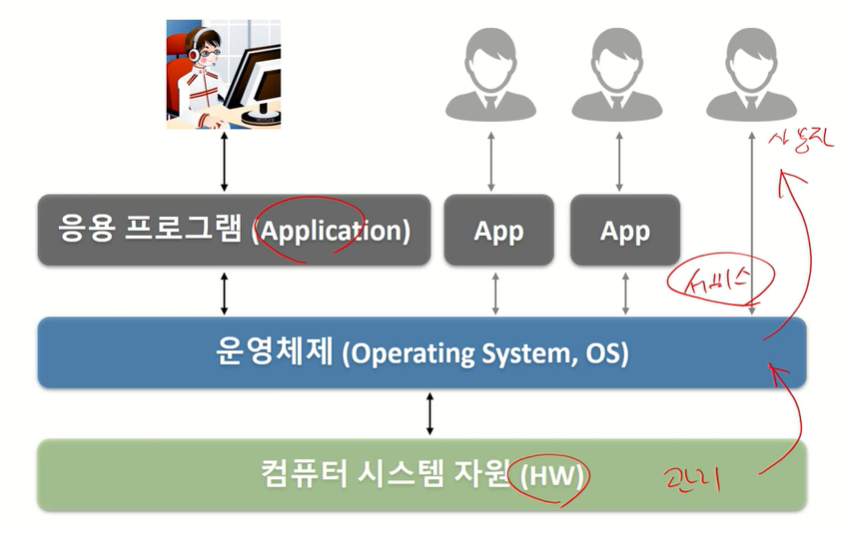 사용자
응용 프로그램 (Application)
App
App
서비스
운영체제 (Operating System, OS)
컴퓨터 시스템 자원 (HW)
관리